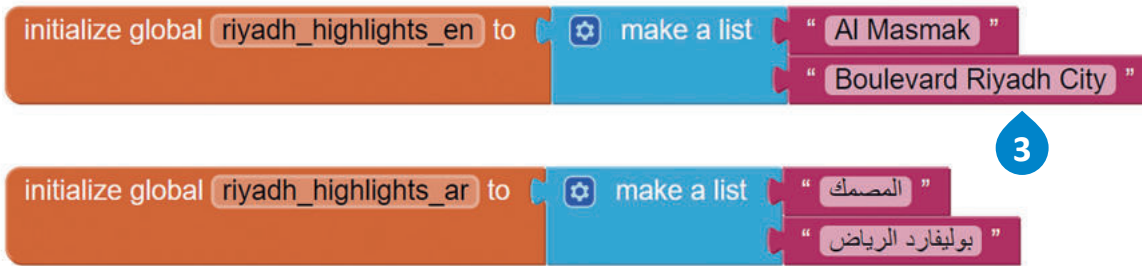 initialize global riyadh_highlights_en to make a list " Al Masmak "
" Boulevard Riyadh City "
3
initialize global riyadh_highlights_ar to make a list " المصمك "
" بوليفارد الرياض "